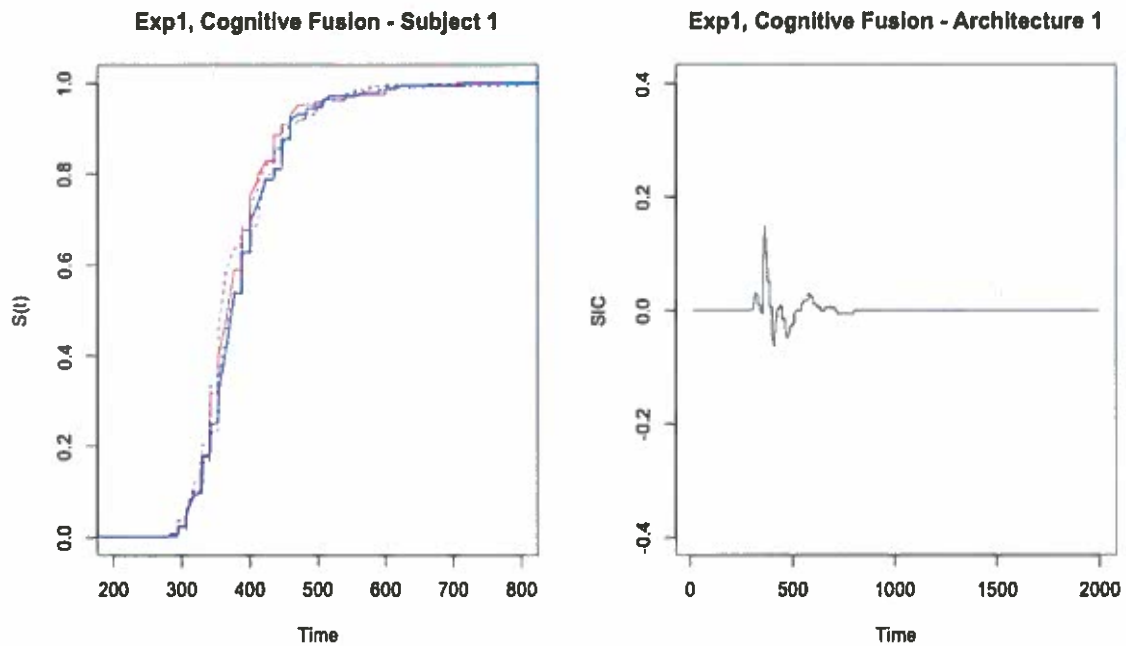 Exp1, Cognitive Fusion - Subject 1
S(t)
1.0
0.8
0.6
0.4
0.2
0.0
200 300 400 500 600 700 800
Time
Exp1, Cognitive Fusion - Architecture 1
SIC
0.4
0.2
0.0
-0.2
-0.4
0 500 1000 1500 2000
Time